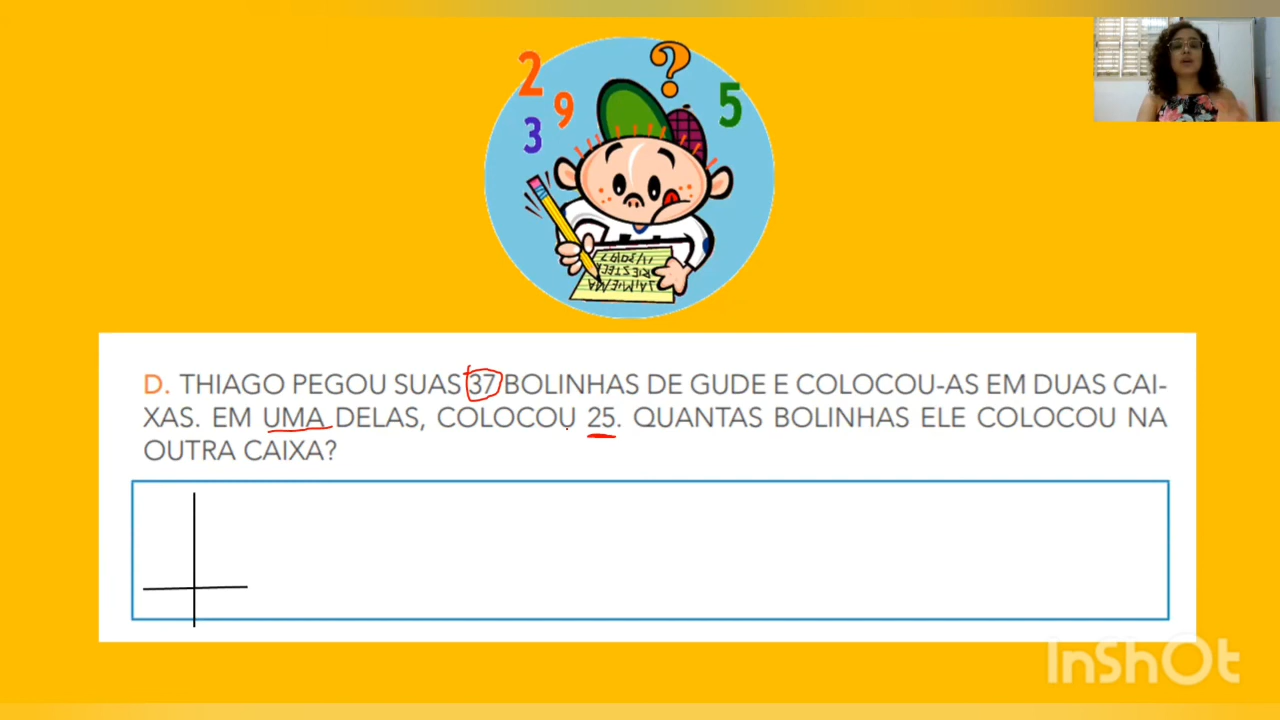 2
9
3
?
5
D. THIAGO PEGOU SUAS 37 BOLINHAS DE GUDE E COLOCOU-AS EM DUAS CAI-
XAS. EM UMA DELAS, COLOCOU 25. QUANTAS BOLINHAS ELE COLOCOU NA
OUTRA CAIXA?
InShOt